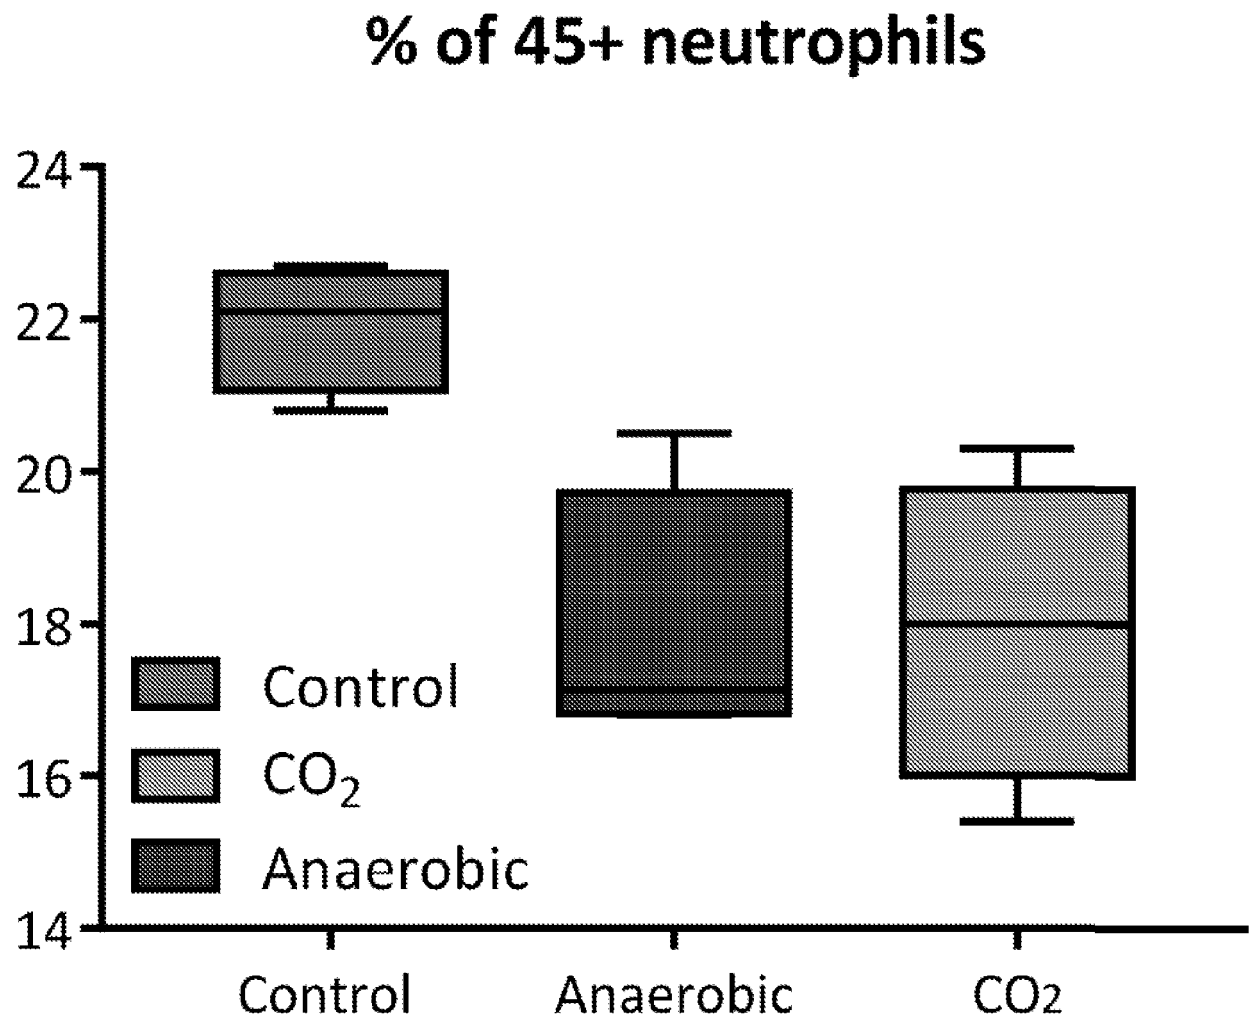 % of 45+ neutrophils
24
22
20
18
16
14
Control
CO₂
Anaerobic
Control Anaerobic CO2